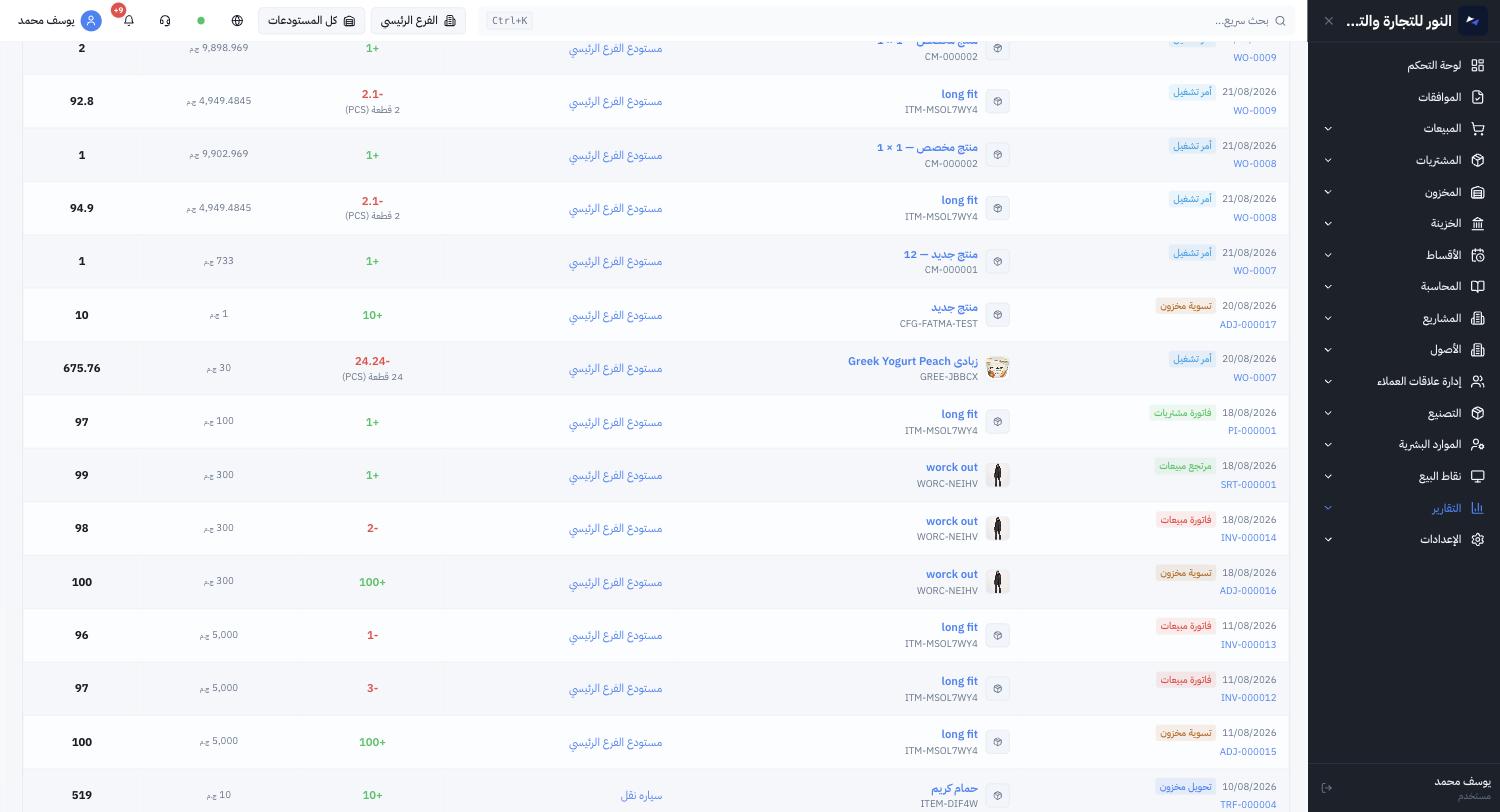 النور للتجارة والتـ...
بحث سريع...
Ctrl+K
الفرع الرئيسي
كل المستودعات
+9
يوسف محمد
لوحة التحكم
الموافقات
المبيعات
المشتريات
المخزون
الخزينة
الأقساط
المحاسبة
المشاريع
الأصول
إدارة علاقات العملاء
التصنيع
الموارد البشرية
نقاط البيع
التقارير
الإعدادات
يوسف محمد
مستخدم
منتج مخصص — 1 × 1 +1 9,898.969 ج.م 2
WO-0009 CM-000002
21/08/2026 أمر تشغيل long fit مستودع الفرع الرئيسي -2.1 4,949.4845 ج.م 92.8
WO-0009 ITM-MSOL7WY4 2 قطعة (PCS)
21/08/2026 أمر تشغيل منتج مخصص — 1 × 1 مستودع الفرع الرئيسي +1 9,902.969 ج.م 1
WO-0008 CM-000002
21/08/2026 أمر تشغيل long fit مستودع الفرع الرئيسي -2.1 4,949.4845 ج.م 94.9
WO-0008 ITM-MSOL7WY4 2 قطعة (PCS)
21/08/2026 أمر تشغيل منتج جديد — 12 مستودع الفرع الرئيسي +1 733 ج.م 1
WO-0007 CM-000001
20/08/2026 تسوية مخزون منتج جديد مستودع الفرع الرئيسي +10 1 ج.م 10
ADJ-000017 CFG-FATMA-TEST
20/08/2026 أمر تشغيل زبادى Greek Yogurt Peach مستودع الفرع الرئيسي -24.24 30 ج.م 675.76
WO-0007 GREE-JBBCX 24 قطعة (PCS)
18/08/2026 فاتورة مشتريات long fit مستودع الفرع الرئيسي +1 100 ج.م 97
PI-000001 ITM-MSOL7WY4
18/08/2026 مرتجع مبيعات worck out مستودع الفرع الرئيسي +1 300 ج.م 99
SRT-000001 WORC-NEIHV
18/08/2026 فاتورة مبيعات worck out مستودع الفرع الرئيسي -2 300 ج.م 98
INV-000014 WORC-NEIHV
18/08/2026 تسوية مخزون worck out مستودع الفرع الرئيسي +100 300 ج.م 100
ADJ-000016 WORC-NEIHV
11/08/2026 فاتورة مبيعات long fit مستودع الفرع الرئيسي -1 5,000 ج.م 96
INV-000013 ITM-MSOL7WY4
11/08/2026 فاتورة مبيعات long fit مستودع الفرع الرئيسي -3 5,000 ج.م 97
INV-000012 ITM-MSOL7WY4
11/08/2026 تسوية مخزون long fit مستودع الفرع الرئيسي +100 5,000 ج.م 100
ADJ-000015 ITM-MSOL7WY4
10/08/2026 تحويل مخزون حمام كريم سياره نقل +10 10 ج.م 519
TRF-000004 ITEM-DIF4W